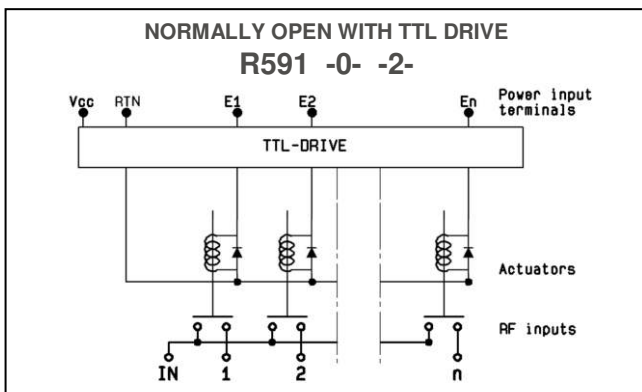 NORMALLY OPEN WITH TTL DRIVE
R591 -0- -2-
Vcc RTN E1 E2 En Power input
terminals
TTL-DRIVE
Actuators
RF inputs
IN 1 2 n